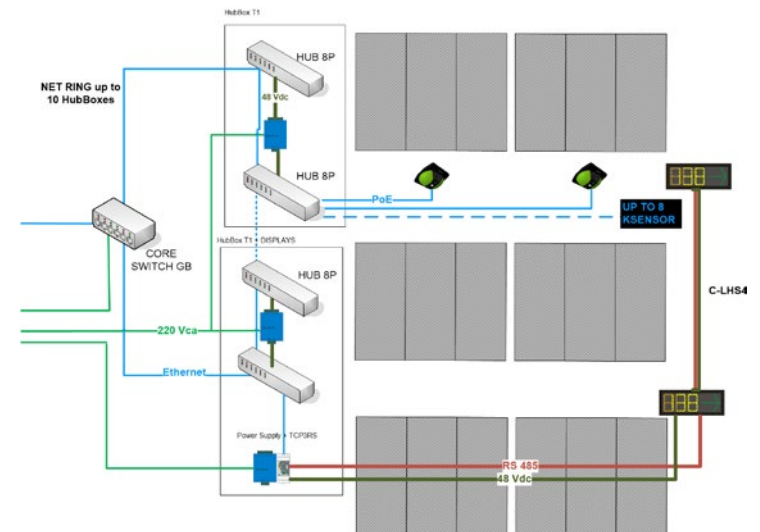 HubBox T1
HUB 8P
NET RING up to
10 HubBoxes
48 Vdc
HUB 8P
PoE
UP TO 8
KSENSOR
CORE
SWITCH GB
HubBox T1 + DISPLAYS
HUB 8P
C-LHS4
220 Vca
Ethernet
Power Supply + TCP3RS
RS 485
48 Vdc